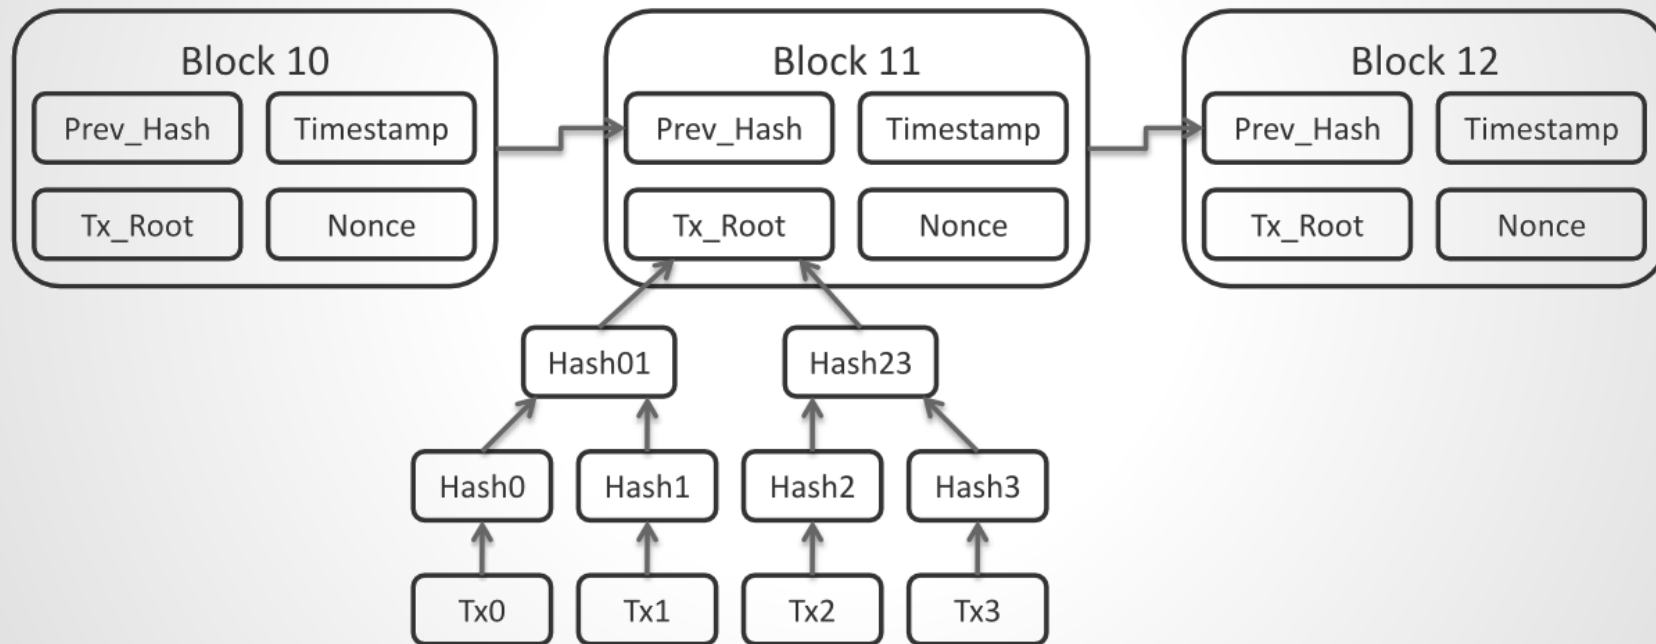 Block 10
Block 11
Block 12
Prev_Hash Timestamp
Prev_Hash Timestamp
Prev_Hash Timestamp
Tx_Root Nonce
Tx_Root Nonce
Tx_Root Nonce
Hash01
Hash23
Hash0
Hash1
Hash2
Hash3
Tx0
Tx1
Tx2
Tx3